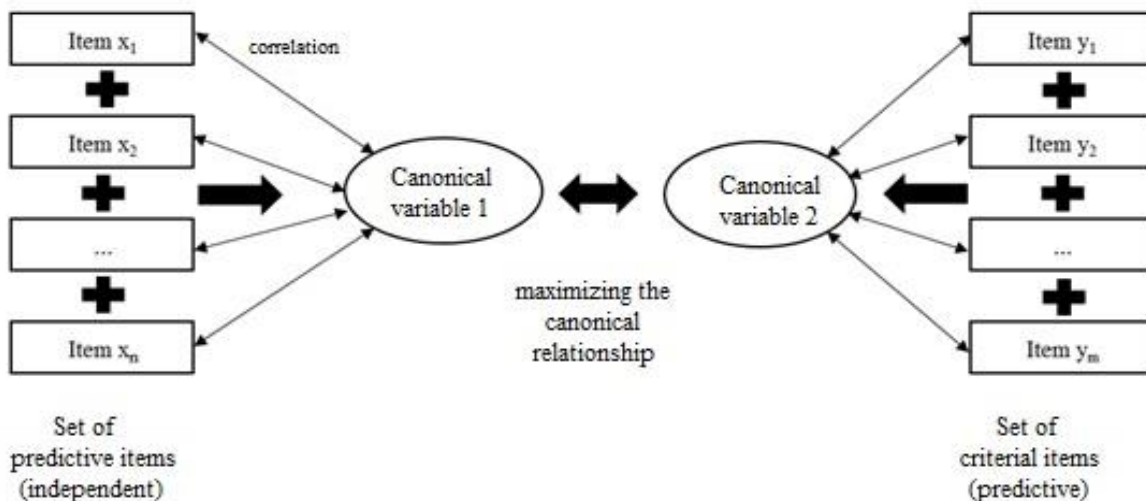 Item x₁
correlation
Item x₂
...
Item xₙ
Canonical
variable 1
Canonical
variable 2
maximizing the
canonical
relationship
Item y₁
Item y₂
...
Item yₘ
Set of
predictive items
(independent)
Set of
criterial items
(predictive)